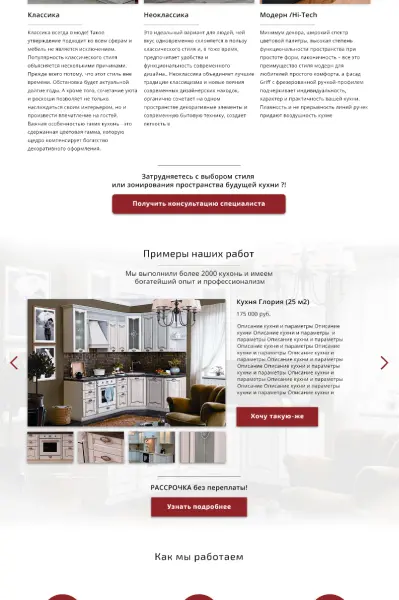 Классика
Классика всегда в моде! Такое
утверждение подходит ко всем сферам и
мебель не является исключением.
Популярность классического стиля
объясняется несколькими причинами.
Прежде всего потому, что этот стиль вне
времени. Обстановка будет актуальной
долгие годы. А кроме того, сочетание уюта
и роскоши позволяет не только
наслаждаться своим интерьером, но и
произвести впечатление на гостей.
Важная особенностью таких кухонь - это
сдержанная цветовая гамма, которую
щедро компенсирует богатство
декоративного оформления.
Неоклассика
Это идеальный вариант для людей, чей
вкус однозначно склоняется в пользу
классического стиля и, в тоже время,
предпочитает удобства и
функциональность современного
дизайна. Неоклассика объединяет лучшие
традиции классицизма и новые веяния
современных дизайнерских находок,
органично сочетает на одном
пространстве декоративные элементы и
современную бытовую технику, создает
легкость в
Модерн /Hi-Tech
Минимум декора, широкий спектр
цветовой палитры, высокая степень
функциональности пространства при
простоте форм, лаконичность – все это
преимущество стиля модерн для
любителей простого комфорта, а фасад
Griff с фрезерованной ручкой-профилем
подчеркивает индивидуальность,
характер и практичность вашей кухни.
Плавность и не прерывность линий ручек
придают воздушность кухне
Затрудняетесь с выбором стиля
или зонирования пространства будущей кухни ?!
Получить консультацию специалиста
Примеры наших работ
Мы выполнили более 2000 кухонь и имеем
богатейший опыт и профессионализм
Кухня Глория (25 м2)
175 000 руб.
Описание кухни и параметры Описание
кухни и параметры Описание кухни и
параметры Описание кухни и параметры
Описание кухни и параметры Описание
кухни и параметры Описание кухни и
параметры Описание кухни и параметры
Описание кухни и параметры Описание
кухни и параметры Описание кухни и
параметры Описание кухни и параметры
Описание кухни и параметры Описание
кухни и параметры Описание кухни и
Хочу такую-же
РАССРОЧКА без переплаты!
Узнать подробнее
Как мы работаем